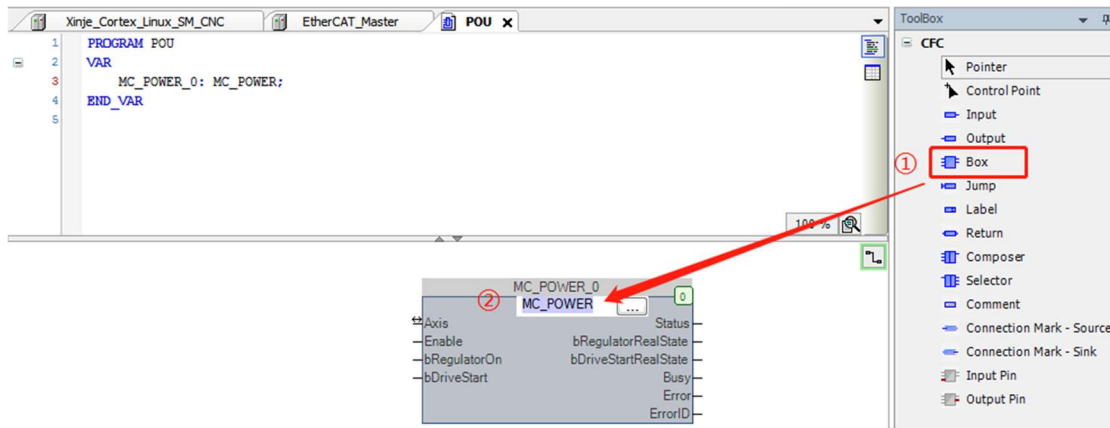 Xinje_Cortex_Linux_SM_CNC
EtherCAT_Master
POU
1 PROGRAM POU
2 VAR
3 MC_POWER_0: MC_POWER;
4 END_VAR
5
100 %
ToolBox
CFC
Pointer
Control Point
Input
Output
① Box
Jump
Label
Return
Composer
Selector
Comment
Connection Mark - Source
Connection Mark - Sink
Input Pin
Output Pin
MC_POWER_0
② MC_POWER ... 0
Axis Status
Enable bRegulatorRealState
bRegulatorOn bDriveStartRealState
bDriveStart Busy
Error
ErrorID